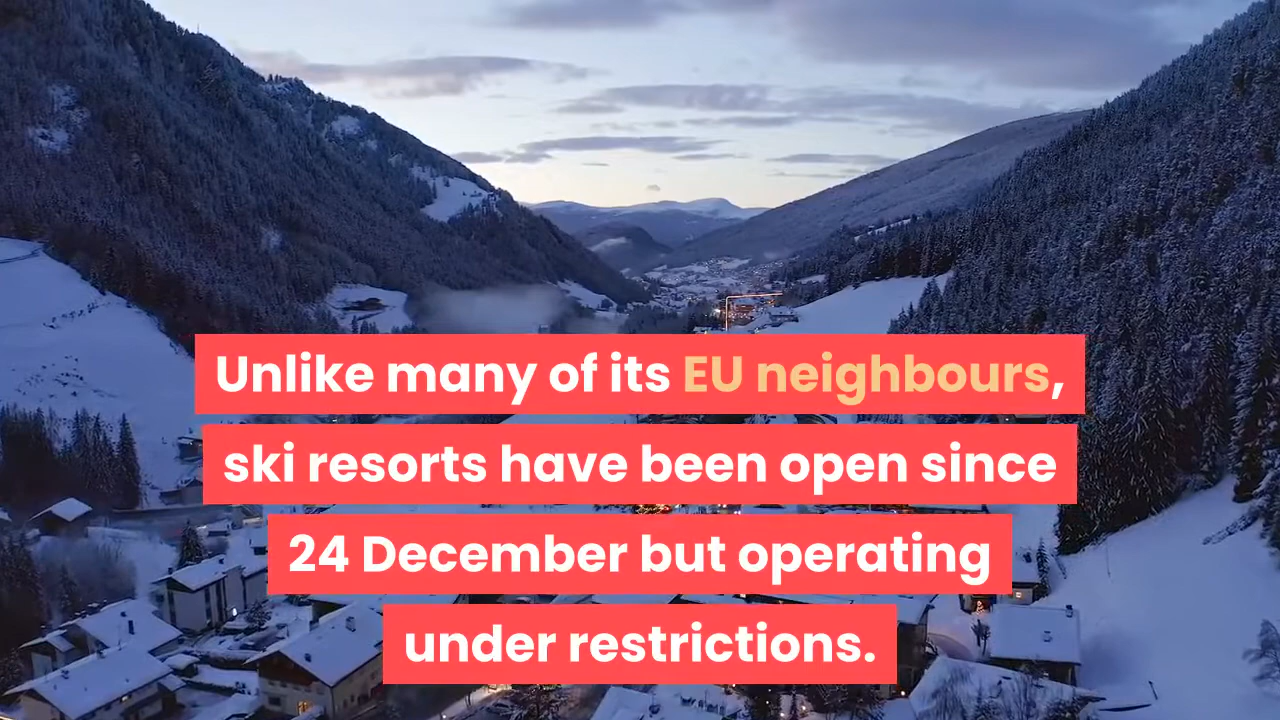 Unlike many of its EU neighbours,
ski resorts have been open since
24 December but operating
under restrictions.